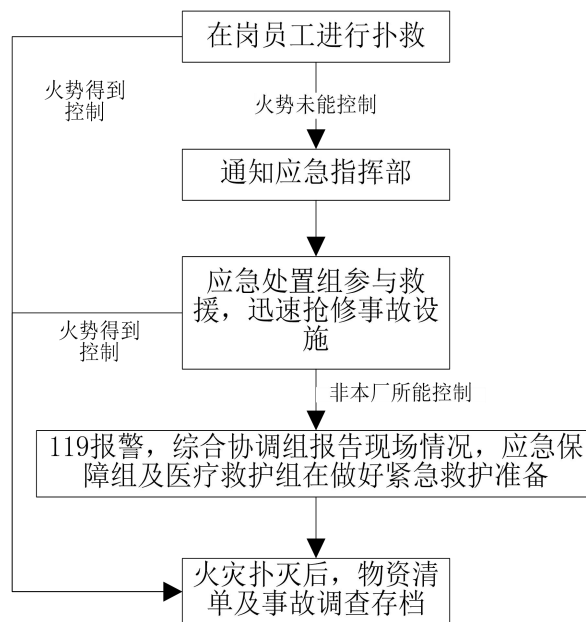 在岗员工进行扑救
火势得到
控制
火势未能控制
通知应急指挥部
应急处置组参与救
援，迅速抢修事故设
施
火势得到
控制
非本厂所能控制
119报警，综合协调组报告现场情况，应急保
障组及医疗救护组在做好紧急救护准备
火灾扑灭后，物资清
单及事故调查存档